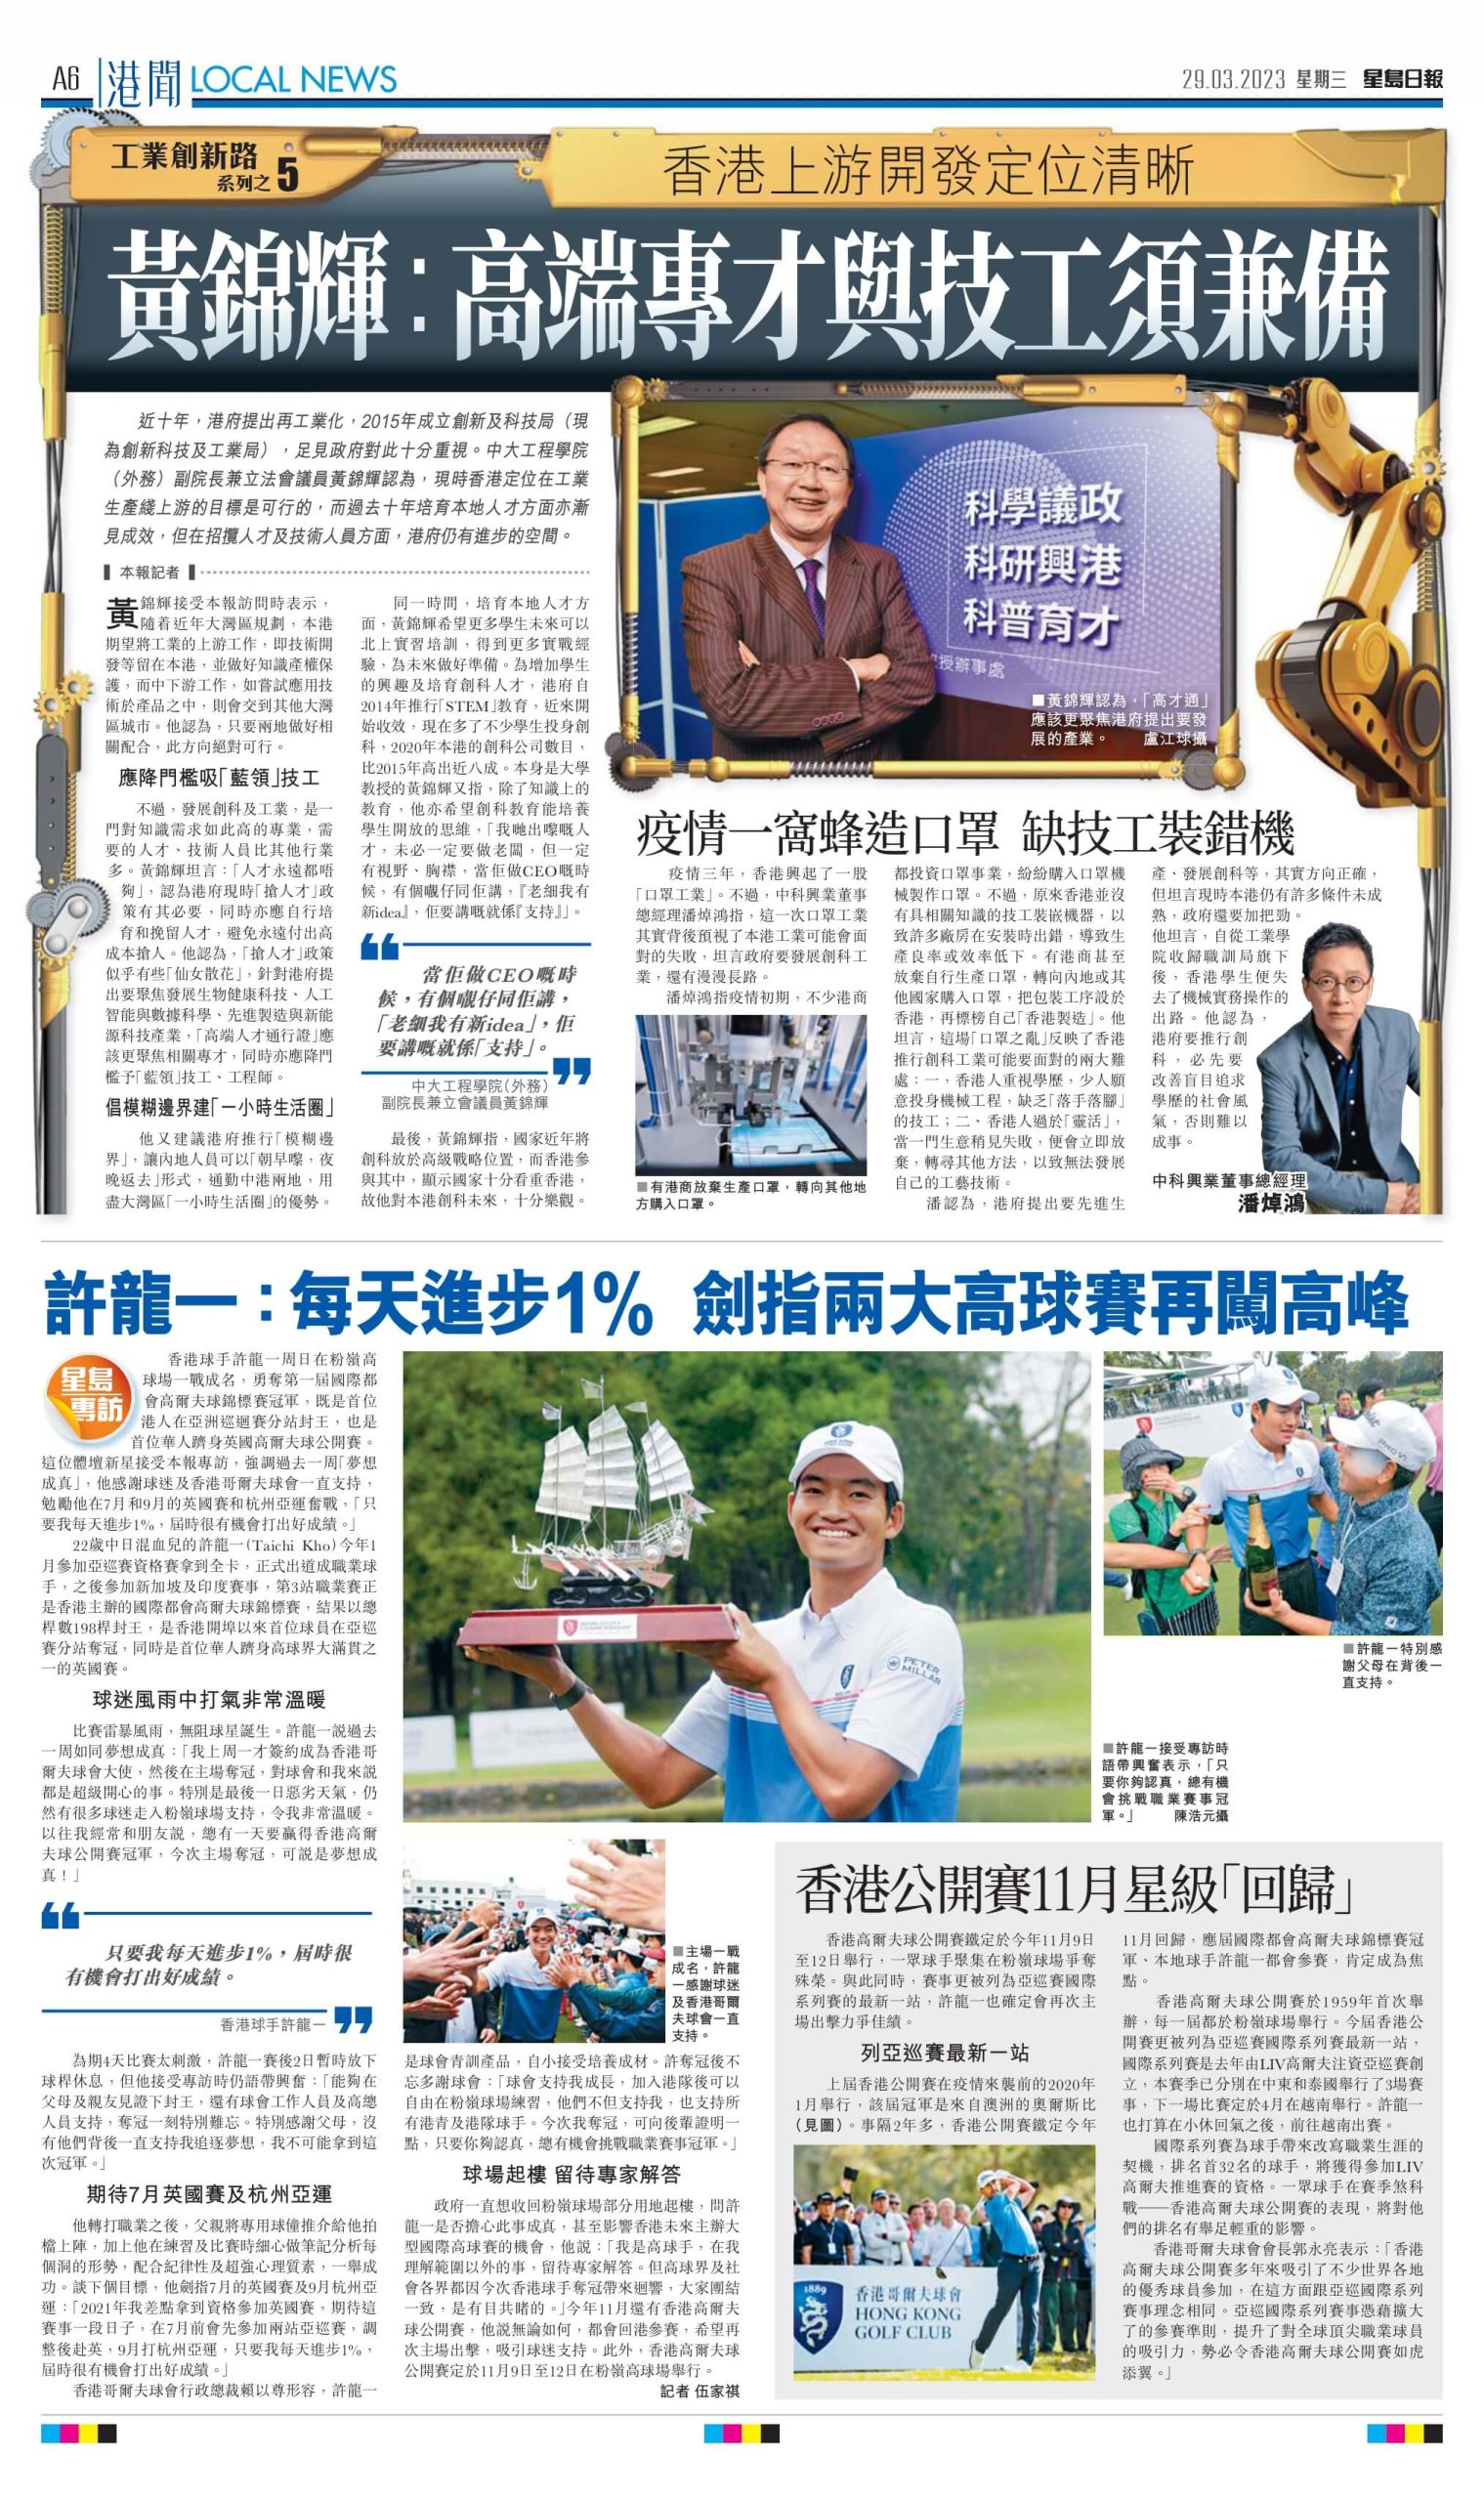 A6 港聞 LOCAL NEWS
29.03.2023 星期三 星島日報
工業創新路
系列之5
香港上游開發定位清晰
黃錦輝：高端專才與技工須兼備
近十年，港府提出再工業化，2015年成立創新及科技局（現
為創新科技及工業局），足見政府對此十分重視。中大工程學院
（外務）副院長兼立法會議員黃錦輝認為，現時香港定位在工業
生產綫上游的目標是可行的，而過去十年培育本地人才方面亦漸
見成效，但在招攬人才及技術人員方面，港府仍有進步的空間。
本報記者
黃錦輝接受本報訪問時表示，
隨着近年大灣區規劃，本港
期望將工業的上游工作，即技術開
發等留在本港，並做好知識產權保
護，而中下游工作，如嘗試應用技
術於產品之中，則會交到其他大灣
區城市。他認為，只要兩地做好相
關配合，此方向絕對可行。
應降門檻吸「藍領」技工
不過，發展創科及工業，是一
門對知識需求如此高的專業，需
要的人才、技術人員比其他行業
多。黃錦輝坦言：「人才永遠都唔
夠」，認為港府現時「搶人才」政
策有其必要，同時亦應自行培
育和挽留人才，避免永遠付出高
成本搶人。他認為，「搶人才」政策
似乎有些「仙女散花」，針對港府提
出要聚焦發展生物健康科技、人工
智能與數據科學、先進製造與新能
源科技產業，「高端人才通行證」應
該更聚焦相關專才，同時亦應降門
檻予「藍領」技工、工程師。
倡模糊邊界建「一小時生活圈」
他又建議港府推行「模糊邊
界」，讓內地人員可以「朝早嚟，夜
晚返去」形式，通勤中港兩地，用
盡大灣區「一小時生活圈」的優勢。
同一時間，培育本地人才方
面，黃錦輝希望更多學生未來可以
北上實習培訓，得到更多實戰經
驗，為未來做好準備。為增加學生
的興趣及培育創科人才，港府自
2014年推行「STEM」教育，近來開
始收效，現在多了不少學生投身創
科，2020年本港的創科公司數目，
比2015年高出近八成。本身是大學
教授的黃錦輝又指，除了知識上的
教育，他亦希望創科教育能培養
學生開放的思維，「我哋出嚟嘅人
才，未必一定要做老闆，但一定
有視野、胸襟，當佢做CEO嘅時
候，有個𡃁仔同佢講，『老細我有
新idea』，佢要講嘅就係『支持』」。
當佢做CEO嘅時
候，有個𡃁仔同佢講，
「老細我有新idea」，佢
要講嘅就係「支持」。
中大工程學院（外務）
副院長兼立會議員黃錦輝
最後，黃錦輝指，國家近年將
創科放於高級戰略位置，而香港參
與其中，顯示國家十分看重香港，
故他對本港創科未來，十分樂觀。
科學議政
科研興港
科普育才
教授辦事處
■黃錦輝認為，「高才通」
應該更聚焦港府提出要發
展的產業。 盧江球攝
疫情一窩蜂造口罩 缺技工裝錯機
疫情三年，香港興起了一股
「口罩工業」。不過，中科興業董事
總經理潘焯鴻指，這一次口罩工業
其實背後預視了本港工業可能會面
對的失敗，坦言政府要發展創科工
業，還有漫漫長路。
潘焯鴻指疫情初期，不少港商
■有港商放棄生產口罩，轉向其他地
方購入口罩。
都投資口罩事業，紛紛購入口罩機
械製作口罩。不過，原來香港並沒
有具相關知識的技工裝嵌機器，以
致許多廠房在安裝時出錯，導致生
產良率或效率低下。有港商甚至
放棄自行生產口罩，轉向內地或其
他國家購入口罩，把包裝工序設於
香港，再標榜自己「香港製造」。他
坦言，這場「口罩之亂」反映了香港
推行創科工業可能要面對的兩大難
處：一，香港人重視學歷，少人願
意投身機械工程，缺乏「落手落腳」
的技工；二、香港人過於「靈活」，
當一門生意稍見失敗，便會立即放
棄，轉尋其他方法，以致無法發展
自己的工藝技術。
潘認為，港府提出要先進生
產、發展創科等，其實方向正確，
但坦言現時本港仍有許多條件未成
熟，政府還要加把勁。
他坦言，自從工業學
院收歸職訓局旗下
後，香港學生便失
去了機械實務操作的
出路。他認為，
港府要推行創
科，必先要
改善盲目追求
學歷的社會風
氣，否則難以
成事。
中科興業董事總經理
潘焯鴻
許龍一：每天進步1% 劍指兩大高球賽再闖高峰
星島
專訪
香港球手許龍一周日在粉嶺高
球場一戰成名，勇奪第一屆國際都
會高爾夫球錦標賽冠軍，既是首位
港人在亞洲巡迴賽分站封王，也是
首位華人躋身英國高爾夫球公開賽。
這位體壇新星接受本報專訪，強調過去一周「夢想
成真」，他感謝球迷及香港哥爾夫球會一直支持，
勉勵他在7月和9月的英國賽和杭州亞運奮戰，「只
要我每天進步1%，屆時很有機會打出好成績。」
22歲中日混血兒的許龍一(Taichi Kho)今年1
月參加亞巡賽資格賽拿到全卡，正式出道成職業球
手，之後參加新加坡及印度賽事，第3站職業賽正
是香港主辦的國際都會高爾夫球錦標賽，結果以總
桿數198桿封王，是香港開埠以來首位球員在亞巡
賽分站奪冠，同時是首位華人躋身高球界大滿貫之
一的英國賽。
球迷風雨中打氣非常溫暖
比賽雷暴風雨，無阻球星誕生。許龍一說過去
一周如同夢想成真：「我上周一才簽約成為香港哥
爾夫球會大使，然後在主場奪冠，對球會和我來說
都是超級開心的事。特別是最後一日惡劣天氣，仍
然有很多球迷走入粉嶺球場支持，令我非常溫暖。
以往我經常和朋友說，總有一天要贏得香港高爾
夫球公開賽冠軍，今次主場奪冠，可說是夢想成
真！」
只要我每天進步1%，屆時很
有機會打出好成績。
香港球手許龍一
為期4天比賽太刺激，許龍一賽後2日暫時放下
球桿休息，但他接受專訪時仍語帶興奮：「能夠在
父母及親友見證下封王，還有球會工作人員及高總
人員支持，奪冠一刻特別難忘。特別感謝父母，沒
有他們背後一直支持我追逐夢想，我不可能拿到這
次冠軍。」
期待7月英國賽及杭州亞運
他轉打職業之後，父親將專用球僮推介給他拍
檔上陣，加上他在練習及比賽時細心做筆記分析每
個洞的形勢，配合紀律性及超強心理質素，一舉成
功。談下個目標，他劍指7月的英國賽及9月杭州亞
運：「2021年我差點拿到資格參加英國賽，期待這
賽事一段日子，在7月前會先參加兩站亞巡賽，調
整後赴英，9月打杭州亞運，只要我每天進步1%，
屆時很有機會打出好成績。」
香港哥爾夫球會行政總裁賴以尊形容，許龍一
PETER
MILLAR
■許龍一特別感
謝父母在背後一
直支持。
■許龍一接受專訪時
語帶興奮表示，「只
要你夠認真，總有機
會挑戰職業賽事冠
軍。」 陳浩元攝
■主場一戰
成名，許龍
一感謝球迷
及香港哥爾
夫球會一直
支持。
是球會青訓產品，自小接受培養成材。許奪冠後不
忘多謝球會：「球會支持我成長，加入港隊後可以
自由在粉嶺球場練習，他們不但支持我，也支持所
有港青及港隊球手。今次我奪冠，可向後輩證明一
點，只要你夠認真，總有機會挑戰職業賽事冠軍。」
球場起樓 留待專家解答
政府一直想收回粉嶺球場部分用地起樓，問許
龍一是否擔心此事成真，甚至影響香港未來主辦大
型國際高球賽的機會，他說：「我是高球手，在我
理解範圍以外的事，留待專家解答。但高球界及社
會各界都因今次香港球手奪冠帶來迴響，大家團結
一致，是有目共睹的。」今年11月還有香港高爾夫
球公開賽，他說無論如何，都會回港參賽，希望再
次主場出擊，吸引球迷支持。此外，香港高爾夫球
公開賽定於11月9日至12日在粉嶺高球場舉行。
記者 伍家祺
香港公開賽11月星級「回歸」
香港高爾夫球公開賽鐵定於今年11月9日
至12日舉行，一眾球手聚集在粉嶺球場爭奪
殊榮。與此同時，賽事更被列為亞巡賽國際
系列賽的最新一站，許龍一也確定會再次主
場出擊力爭佳績。
列亞巡賽最新一站
上屆香港公開賽在疫情來襲前的2020年
1月舉行，該屆冠軍是來自澳洲的奧爾斯比
（見圖）。事隔2年多，香港公開賽鐵定今年
1889
香港哥爾夫球會
HONG KONG
GOLF CLUB
11月回歸，應屆國際都會高爾夫球錦標賽冠
軍、本地球手許龍一都會參賽，肯定成為焦
點。
香港高爾夫球公開賽於1959年首次舉
辦，每一屆都於粉嶺球場舉行。今屆香港公
開賽更被列為亞巡賽國際系列賽最新一站，
國際系列賽是去年由LIV高爾夫注資亞巡賽創
立，本賽季已分別在中東和泰國舉行了3場賽
事，下一場比賽定於4月在越南舉行。許龍一
也打算在小休回氣之後，前往越南出賽。
國際系列賽為球手帶來改寫職業生涯的
契機，排名首32名的球手，將獲得參加LIV
高爾夫推進賽的資格。一眾球手在賽季煞科
戰——香港高爾夫球公開賽的表現，將對他
們的排名有舉足輕重的影響。
香港哥爾夫球會會長郭永亮表示：「香港
高爾夫球公開賽多年來吸引了不少世界各地
的優秀球員參加，在這方面跟亞巡國際系列
賽事理念相同。亞巡國際系列賽事憑藉擴大
了的參賽準則，提升了對全球頂尖職業球員
的吸引力，勢必令香港高爾夫球公開賽如虎
添翼。」